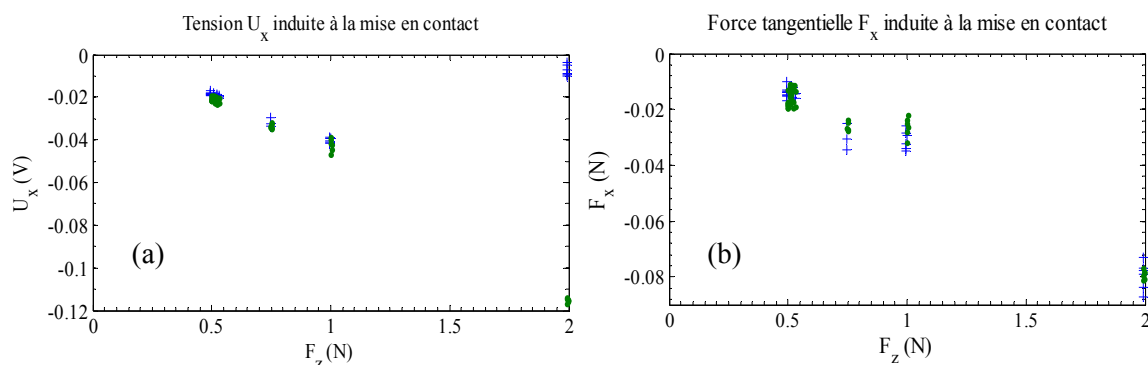 Tension U_x induite à la mise en contact
0
-0.02
-0.04
-0.06
-0.08
-0.1
-0.12
U_x (V)
(a)
0
0.5
1
1.5
2
F_z (N)
Force tangentielle F_x induite à la mise en contact
0
-0.02
-0.04
-0.06
-0.08
F_x (N)
(b)
0
0.5
1
1.5
2
F_z (N)